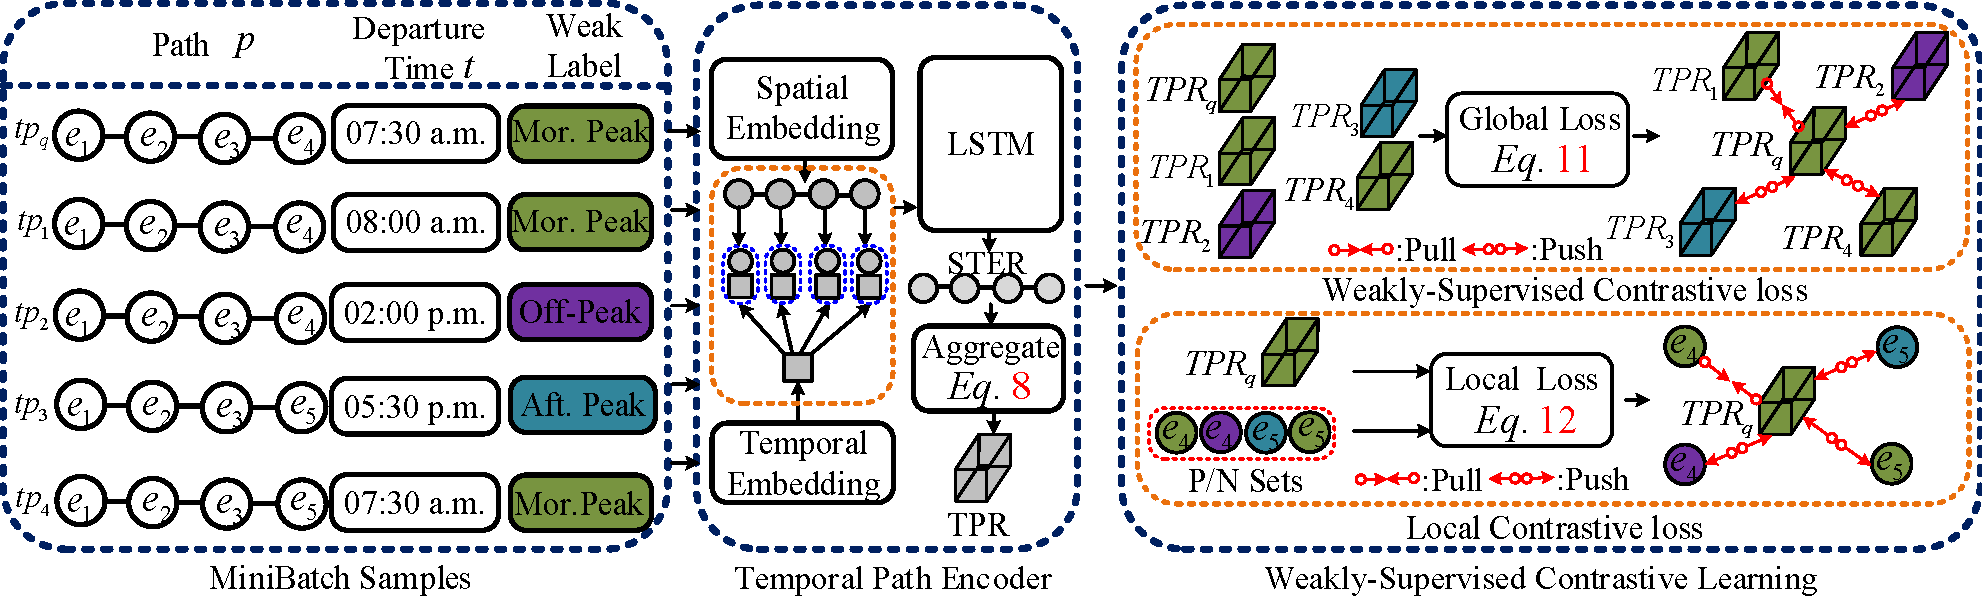 Path p
Departure
Time t
Weak
Label
tp_q e_1 e_2 e_3 e_4 07:30 a.m. Mor. Peak
tp_1 e_1 e_2 e_3 e_4 08:00 a.m. Mor. Peak
tp_2 e_1 e_2 e_3 e_4 02:00 p.m. Off-Peak
tp_3 e_1 e_2 e_3 e_5 05:30 p.m. Aft. Peak
tp_4 e_1 e_2 e_3 e_5 07:30 a.m. Mor.Peak
MiniBatch Samples
Spatial
Embedding
Temporal
Embedding
LSTM
STER
Aggregate
Eq. 8
TPR
Temporal Path Encoder
TPR_q
TPR_1
TPR_2
TPR_3
TPR_4
Global Loss
Eq. 11
TPR_1
TPR_2
TPR_q
TPR_3
TPR_4
:Pull :Push
Weakly-Supervised Contrastive loss
TPR_q
e_4 e_4 e_5 e_5
P/N Sets
Local Loss
Eq. 12
e_4 e_5
TPR_q
e_4 e_5
:Pull :Push
Local Contrastive loss
Weakly-Supervised Contrastive Learning